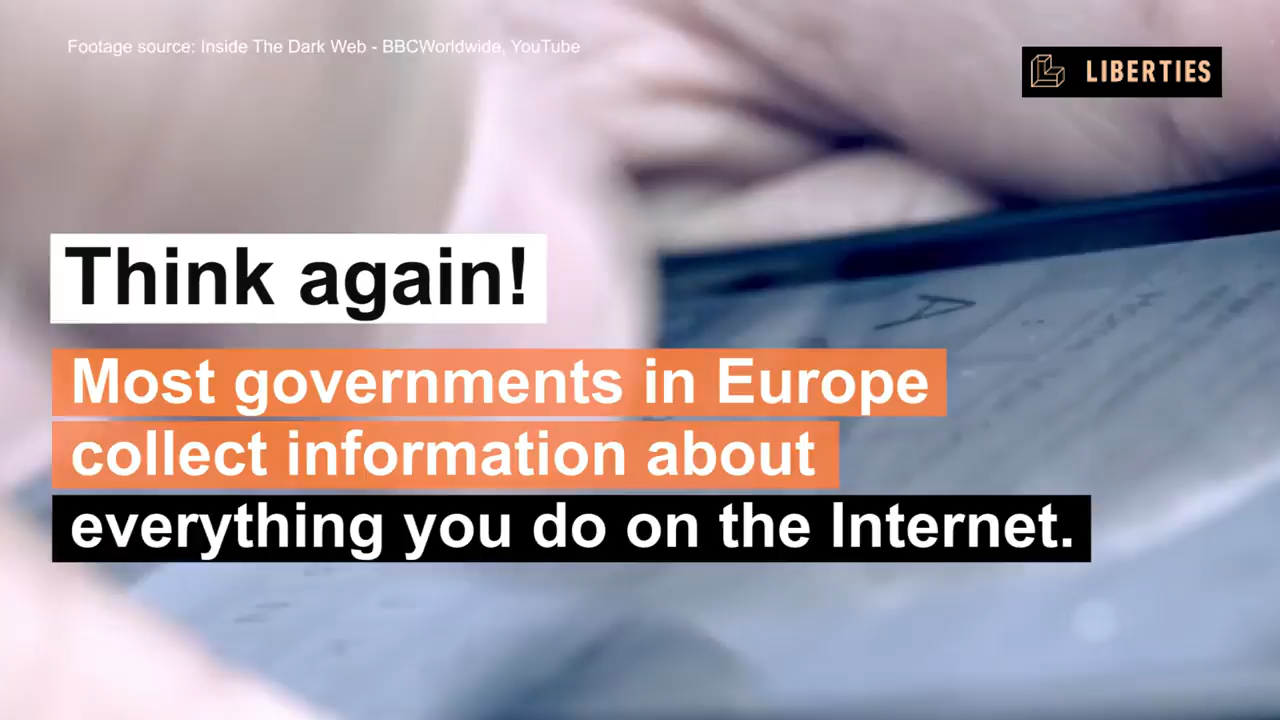 Footage source: Inside The Dark Web - BBCWorldwide, YouTube
LIBERTIES
Think again!
Most governments in Europe
collect information about
everything you do on the Internet.